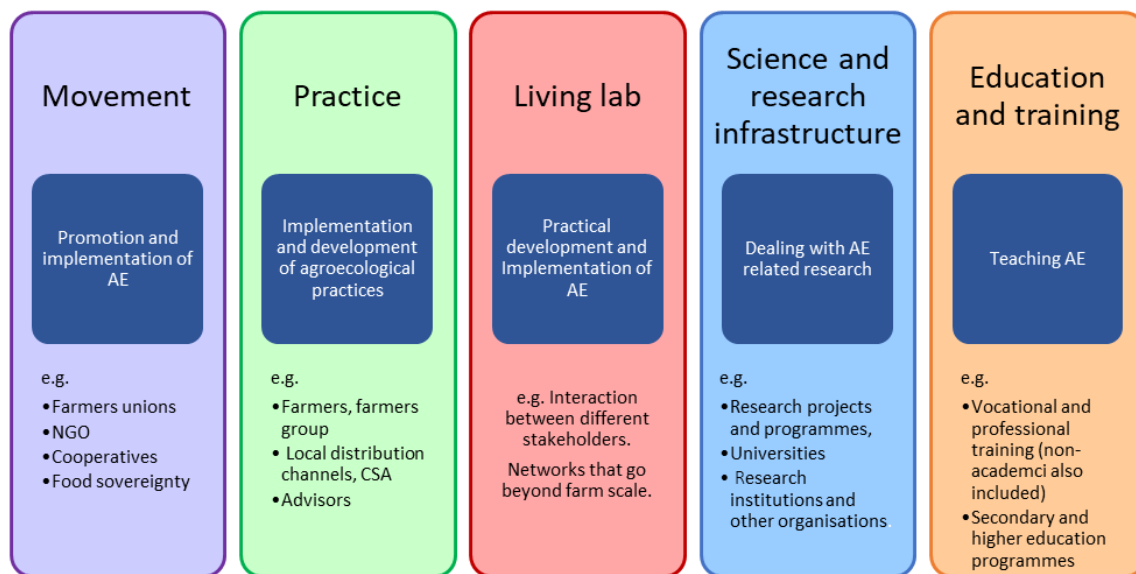 Movement
Promotion and
implementation of
AE
e.g.
•Farmers unions
•NGO
•Cooperatives
•Food sovereignty
Practice
Implementation
and development
of agroecological
practices
e.g.
•Farmers, farmers
group
• Local distribution
channels, CSA
•Advisors
Living lab
Practical
development and
Implementation of
AE
e.g. Interaction
between different
stakeholders.
Networks that go
beyond farm scale.
Science and
research
infrastructure
Dealing with AE
related research
e.g.
•Research projects
and programmes,
•Universities
• Research
institutions and
other organisations.
Education
and training
Teaching AE
e.g.
•Vocational and
professional
training (non-
academci also
included)
•Secondary and
higher education
programmes